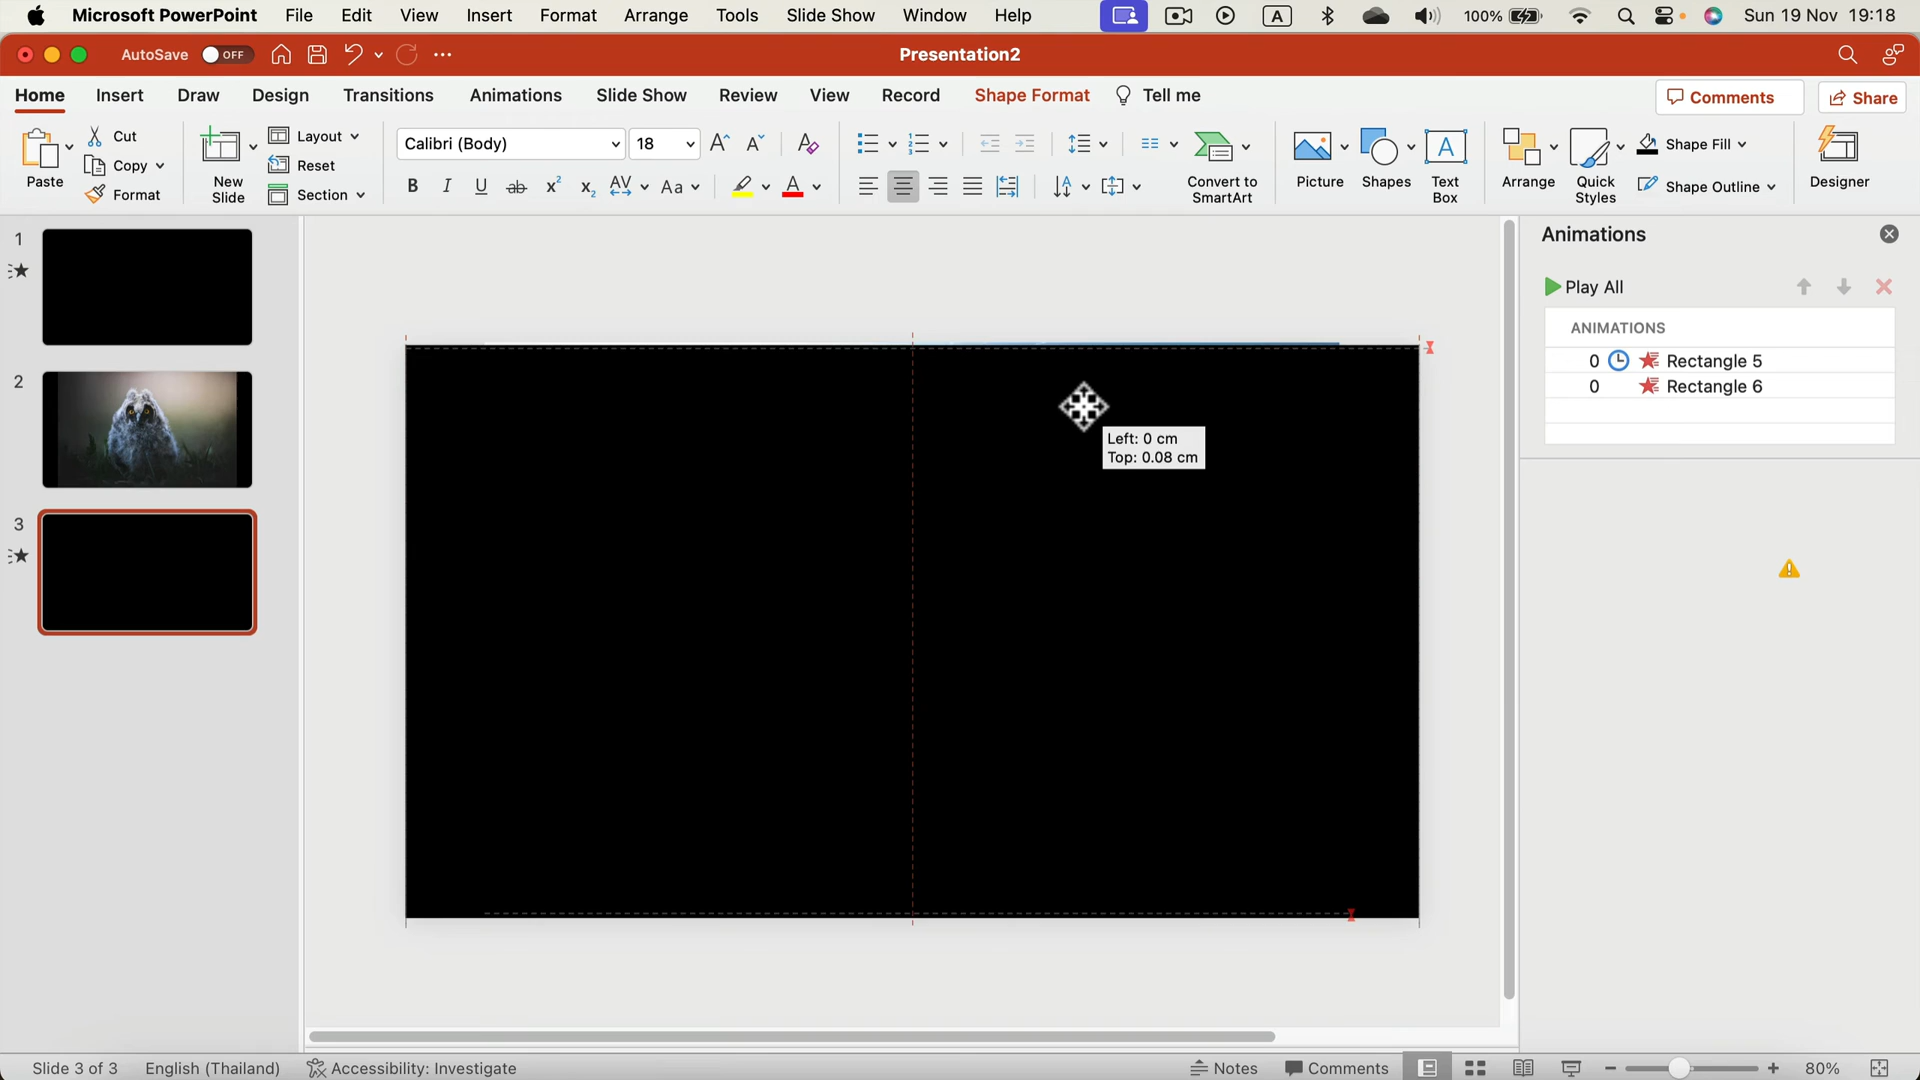 Microsoft PowerPoint File Edit View Insert Format Arrange Tools Slide Show Window Help A 100% Sun 19 Nov 19:18
AutoSave OFF Presentation2
Home Insert Draw Design Transitions Animations Slide Show Review View Record Shape Format Tell me Comments Share
Paste Cut Copy Format
New Slide Layout Reset Section
Calibri (Body) 18
B I U ab x² x₂ AV Aa A
Convert to SmartArt
Picture Shapes Text Box
Arrange Quick Styles Shape Fill Shape Outline
Designer
1
2
3
Left: 0 cm
Top: 0.08 cm
Animations
Play All
ANIMATIONS
0 Rectangle 5
0 Rectangle 6
Slide 3 of 3 English (Thailand) Accessibility: Investigate Notes Comments 80%